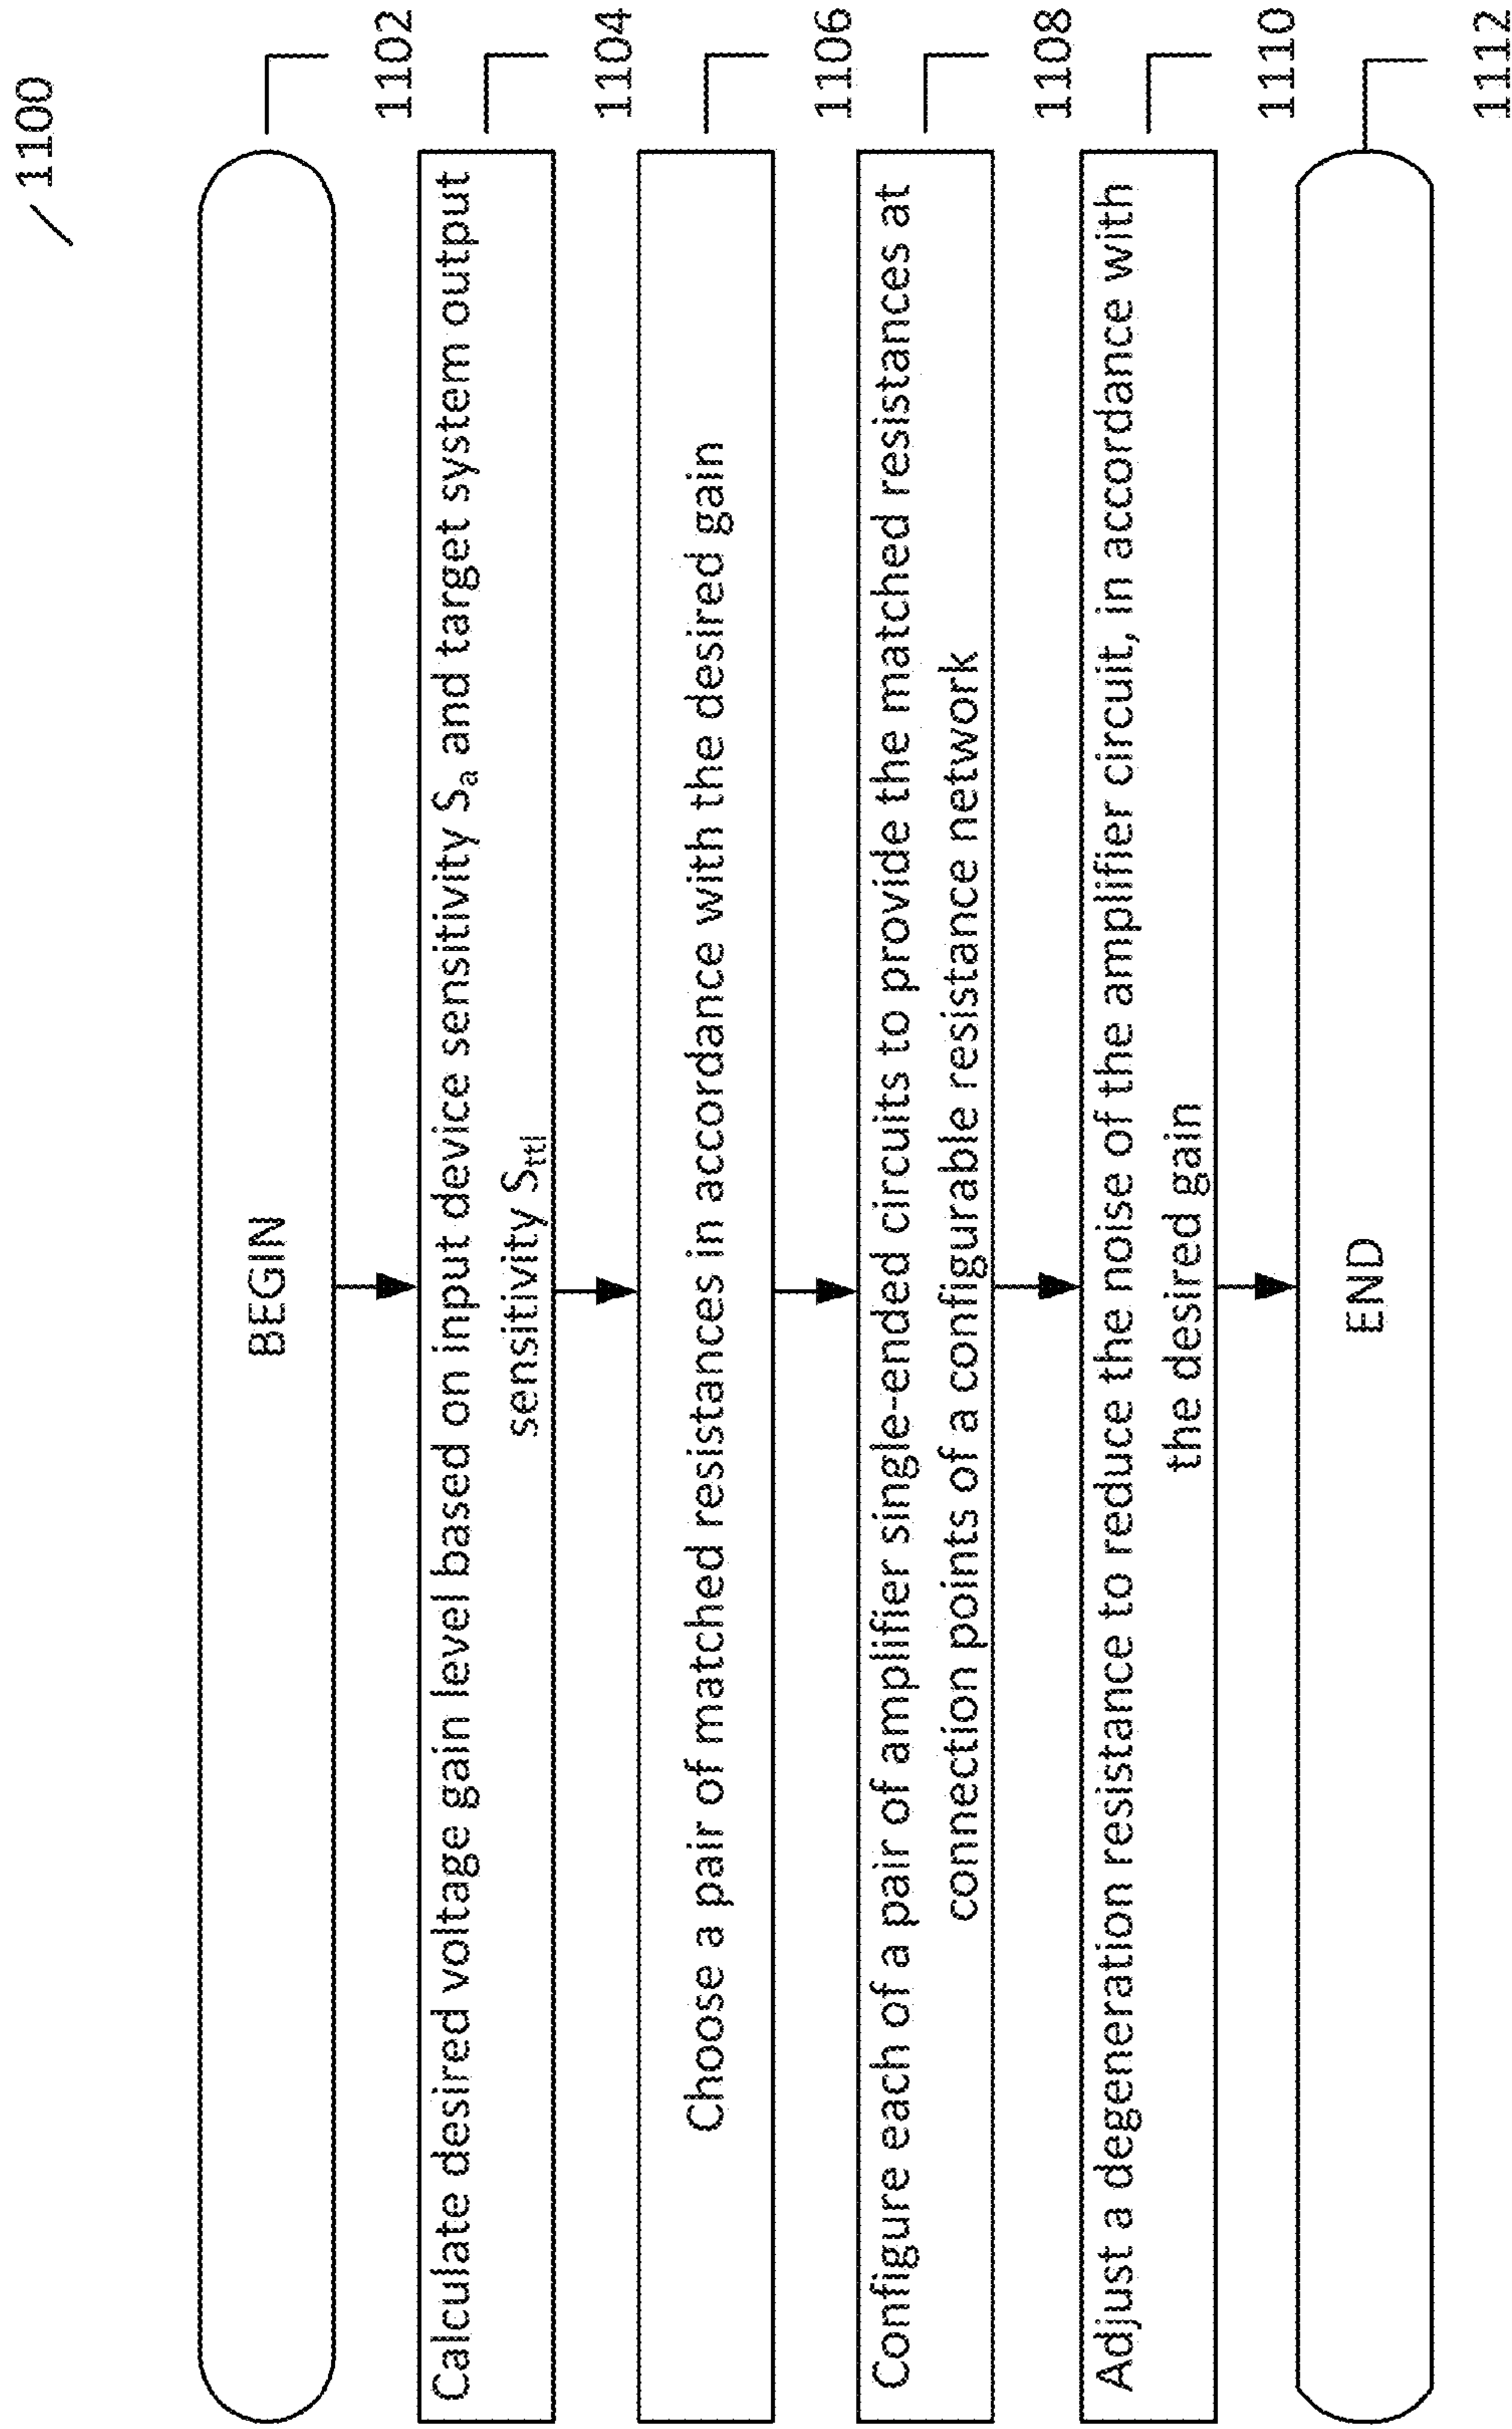 1100
BEGIN
1102
Calculate desired voltage gain level based on input device sensitivity Sa and target system output
sensitivity Sttl
1104
Choose a pair of matched resistances in accordance with the desired gain
1106
Configure each of a pair of amplifier single-ended circuits to provide the matched resistances at
connection points of a configurable resistance network
1108
Adjust a degeneration resistance to reduce the noise of the amplifier circuit, in accordance with
the desired gain
1110
END
1112